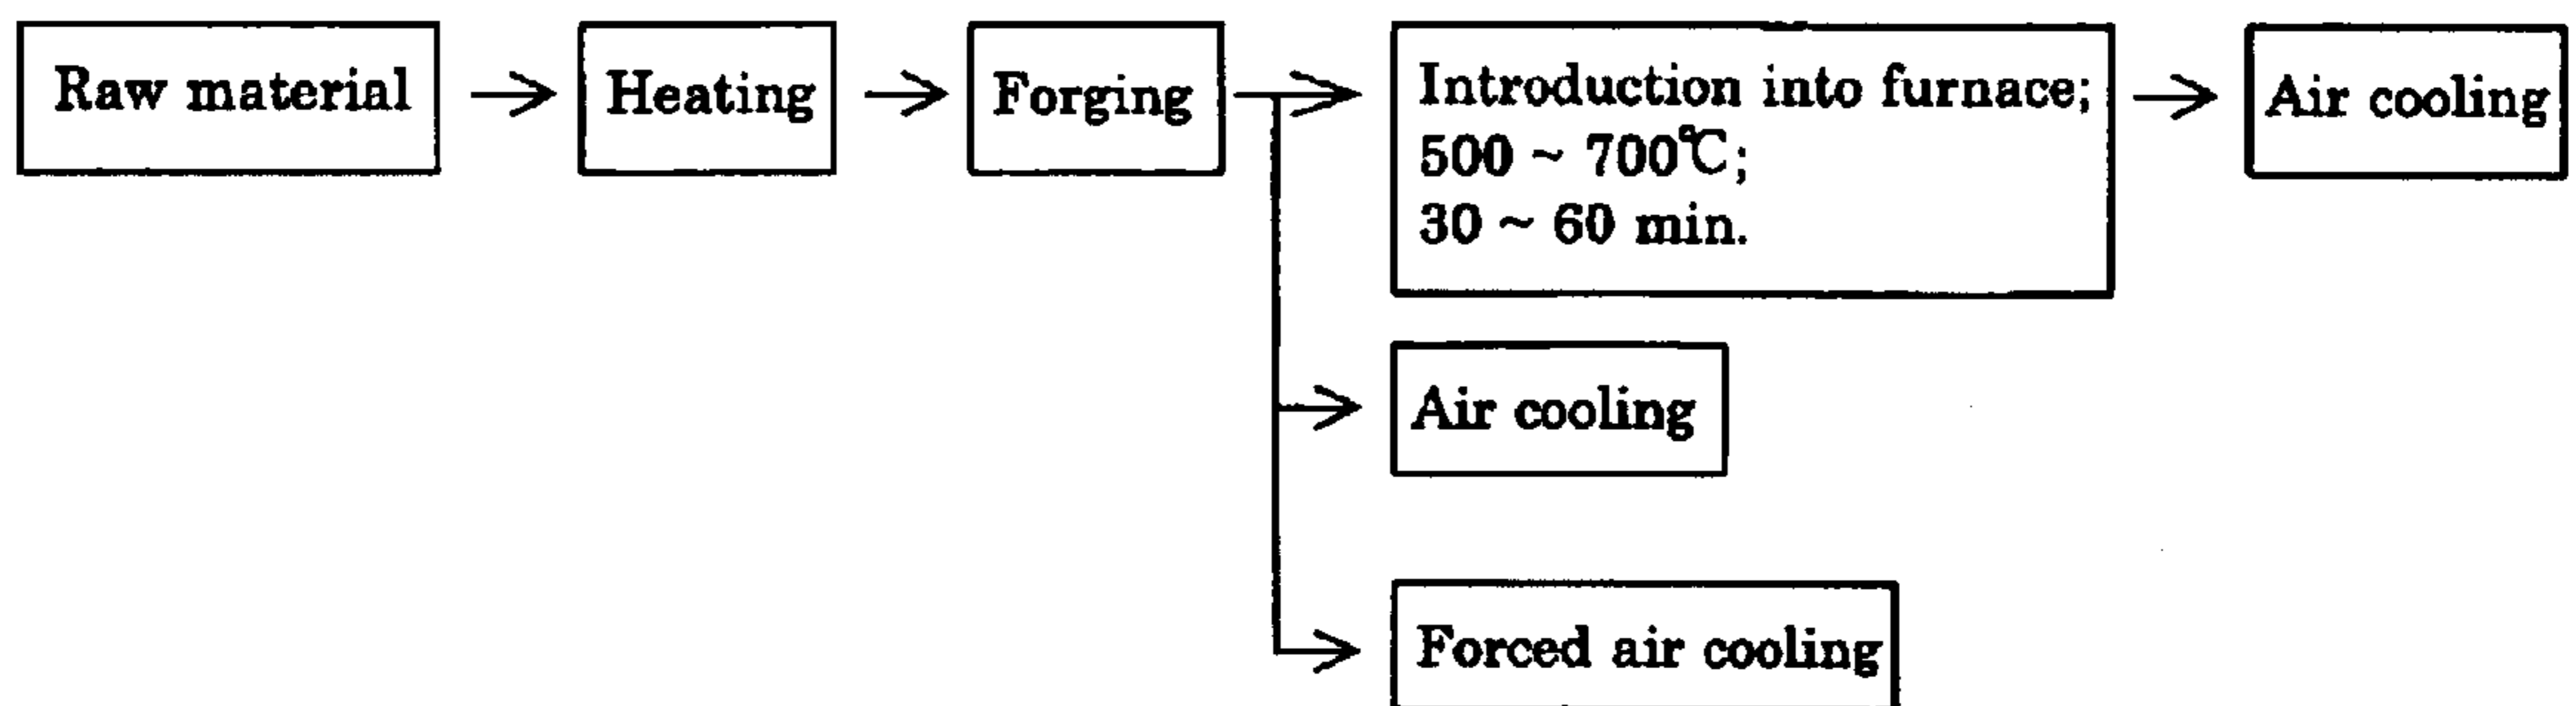 Raw material
Heating
Forging
Introduction into furnace;
500 ~ 700℃;
30 ~ 60 min.
Air cooling
Air cooling
Forced air cooling